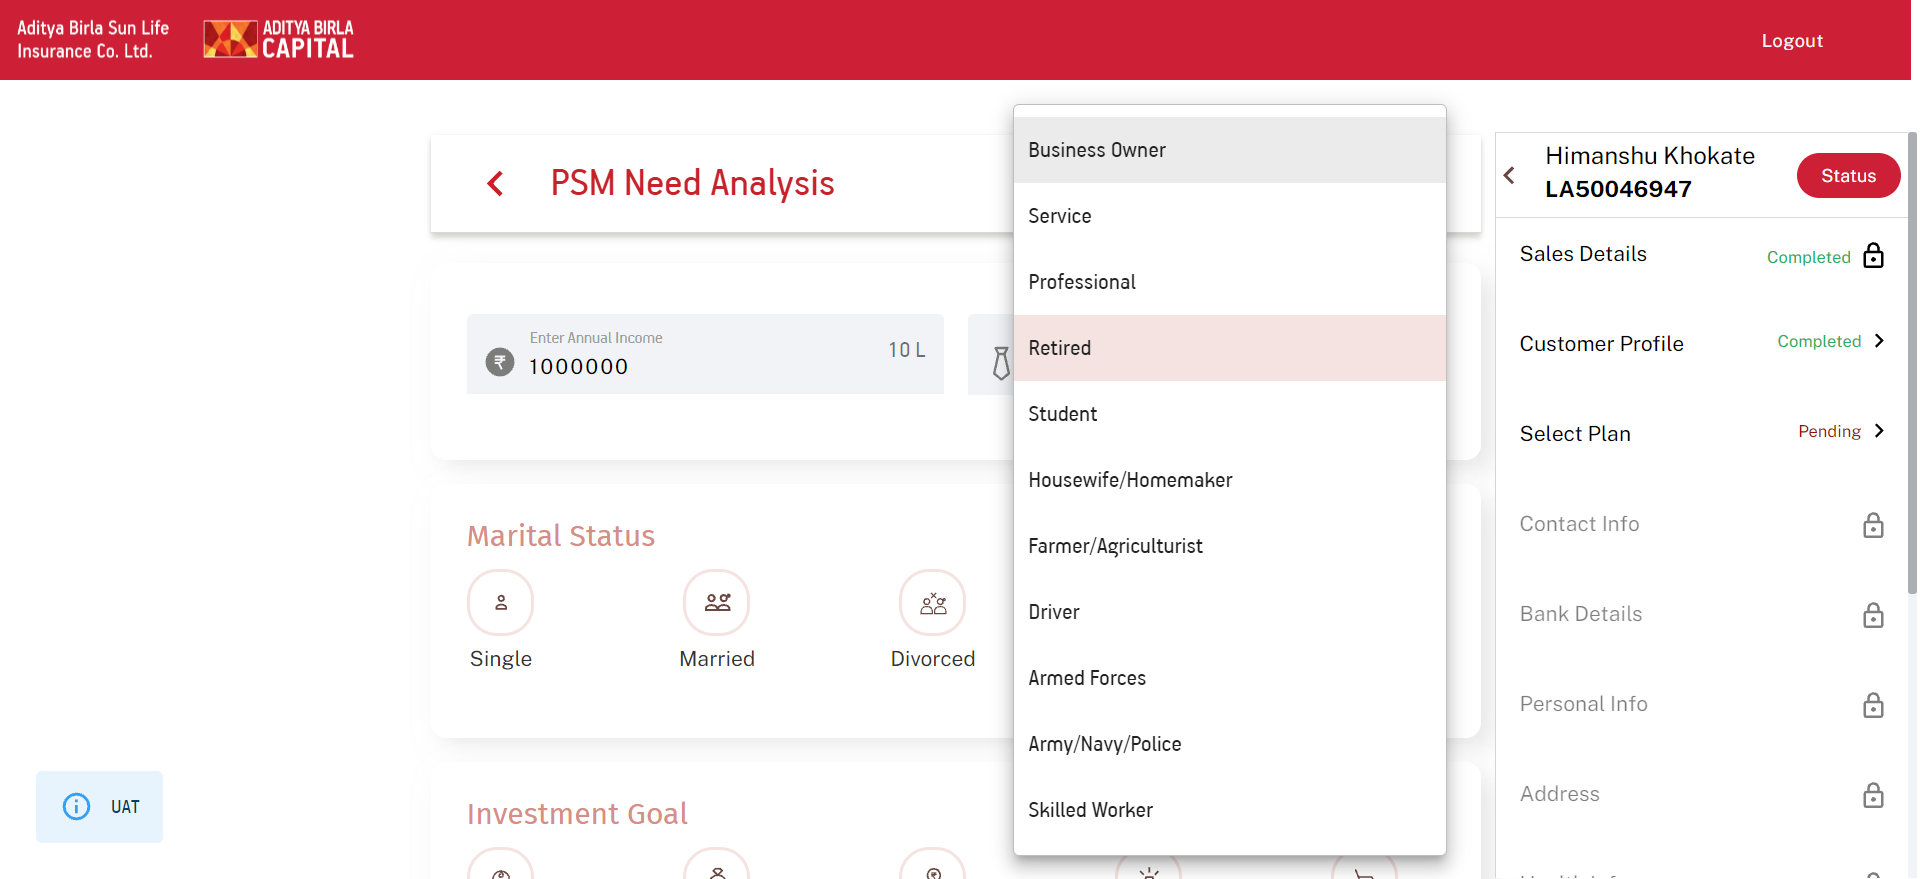 Aditya Birla Sun Life
Insurance Co. Ltd.
ADITYA BIRLA
CAPITAL
Logout
PSM Need Analysis
Enter Annual Income
1000000
10 L
Business Owner
Service
Professional
Retired
Student
Housewife/Homemaker
Farmer/Agriculturist
Driver
Armed Forces
Army/Navy/Police
Skilled Worker
Marital Status
Single
Married
Divorced
Investment Goal
UAT
Himanshu Khokate
LA50046947
Status
Sales Details
Completed
Customer Profile
Completed
Select Plan
Pending
Contact Info
Bank Details
Personal Info
Address